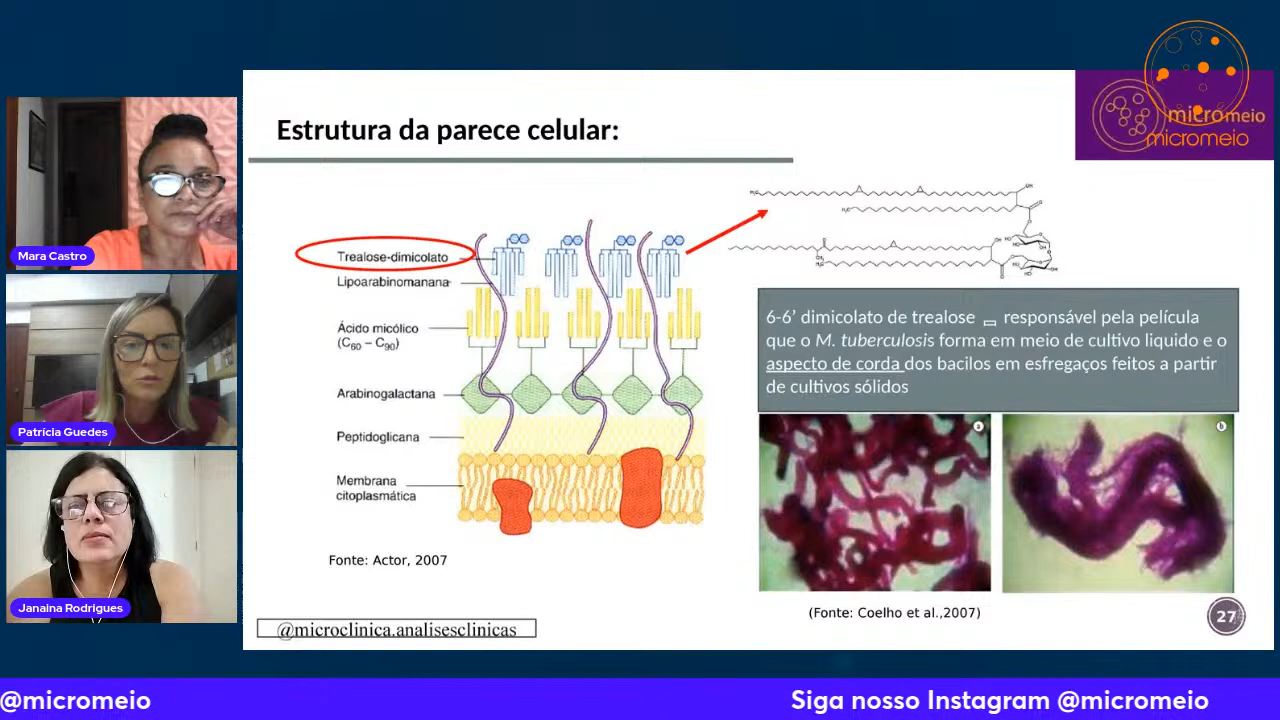 micromeio
micromeio
Estrutura da parece celular:
Mara Castro
Patrícia Guedes
Janaina Rodrigues
Trealose-dimicolato
Lipoarabinomanana
Ácido micólico
(C60 – C90)
Arabinogalactana
Peptidoglicana
Membrana
citoplasmática
Fonte: Actor, 2007
6-6’ dimicolato de trealose responsável pela película
que o M. tuberculosis forma em meio de cultivo liquido e o
aspecto de corda dos bacilos em esfregaços feitos a partir
de cultivos sólidos
a
b
(Fonte: Coelho et al.,2007)
@microclinica.analisesclinicas
27
@micromeio
Siga nosso Instagram @micromeio